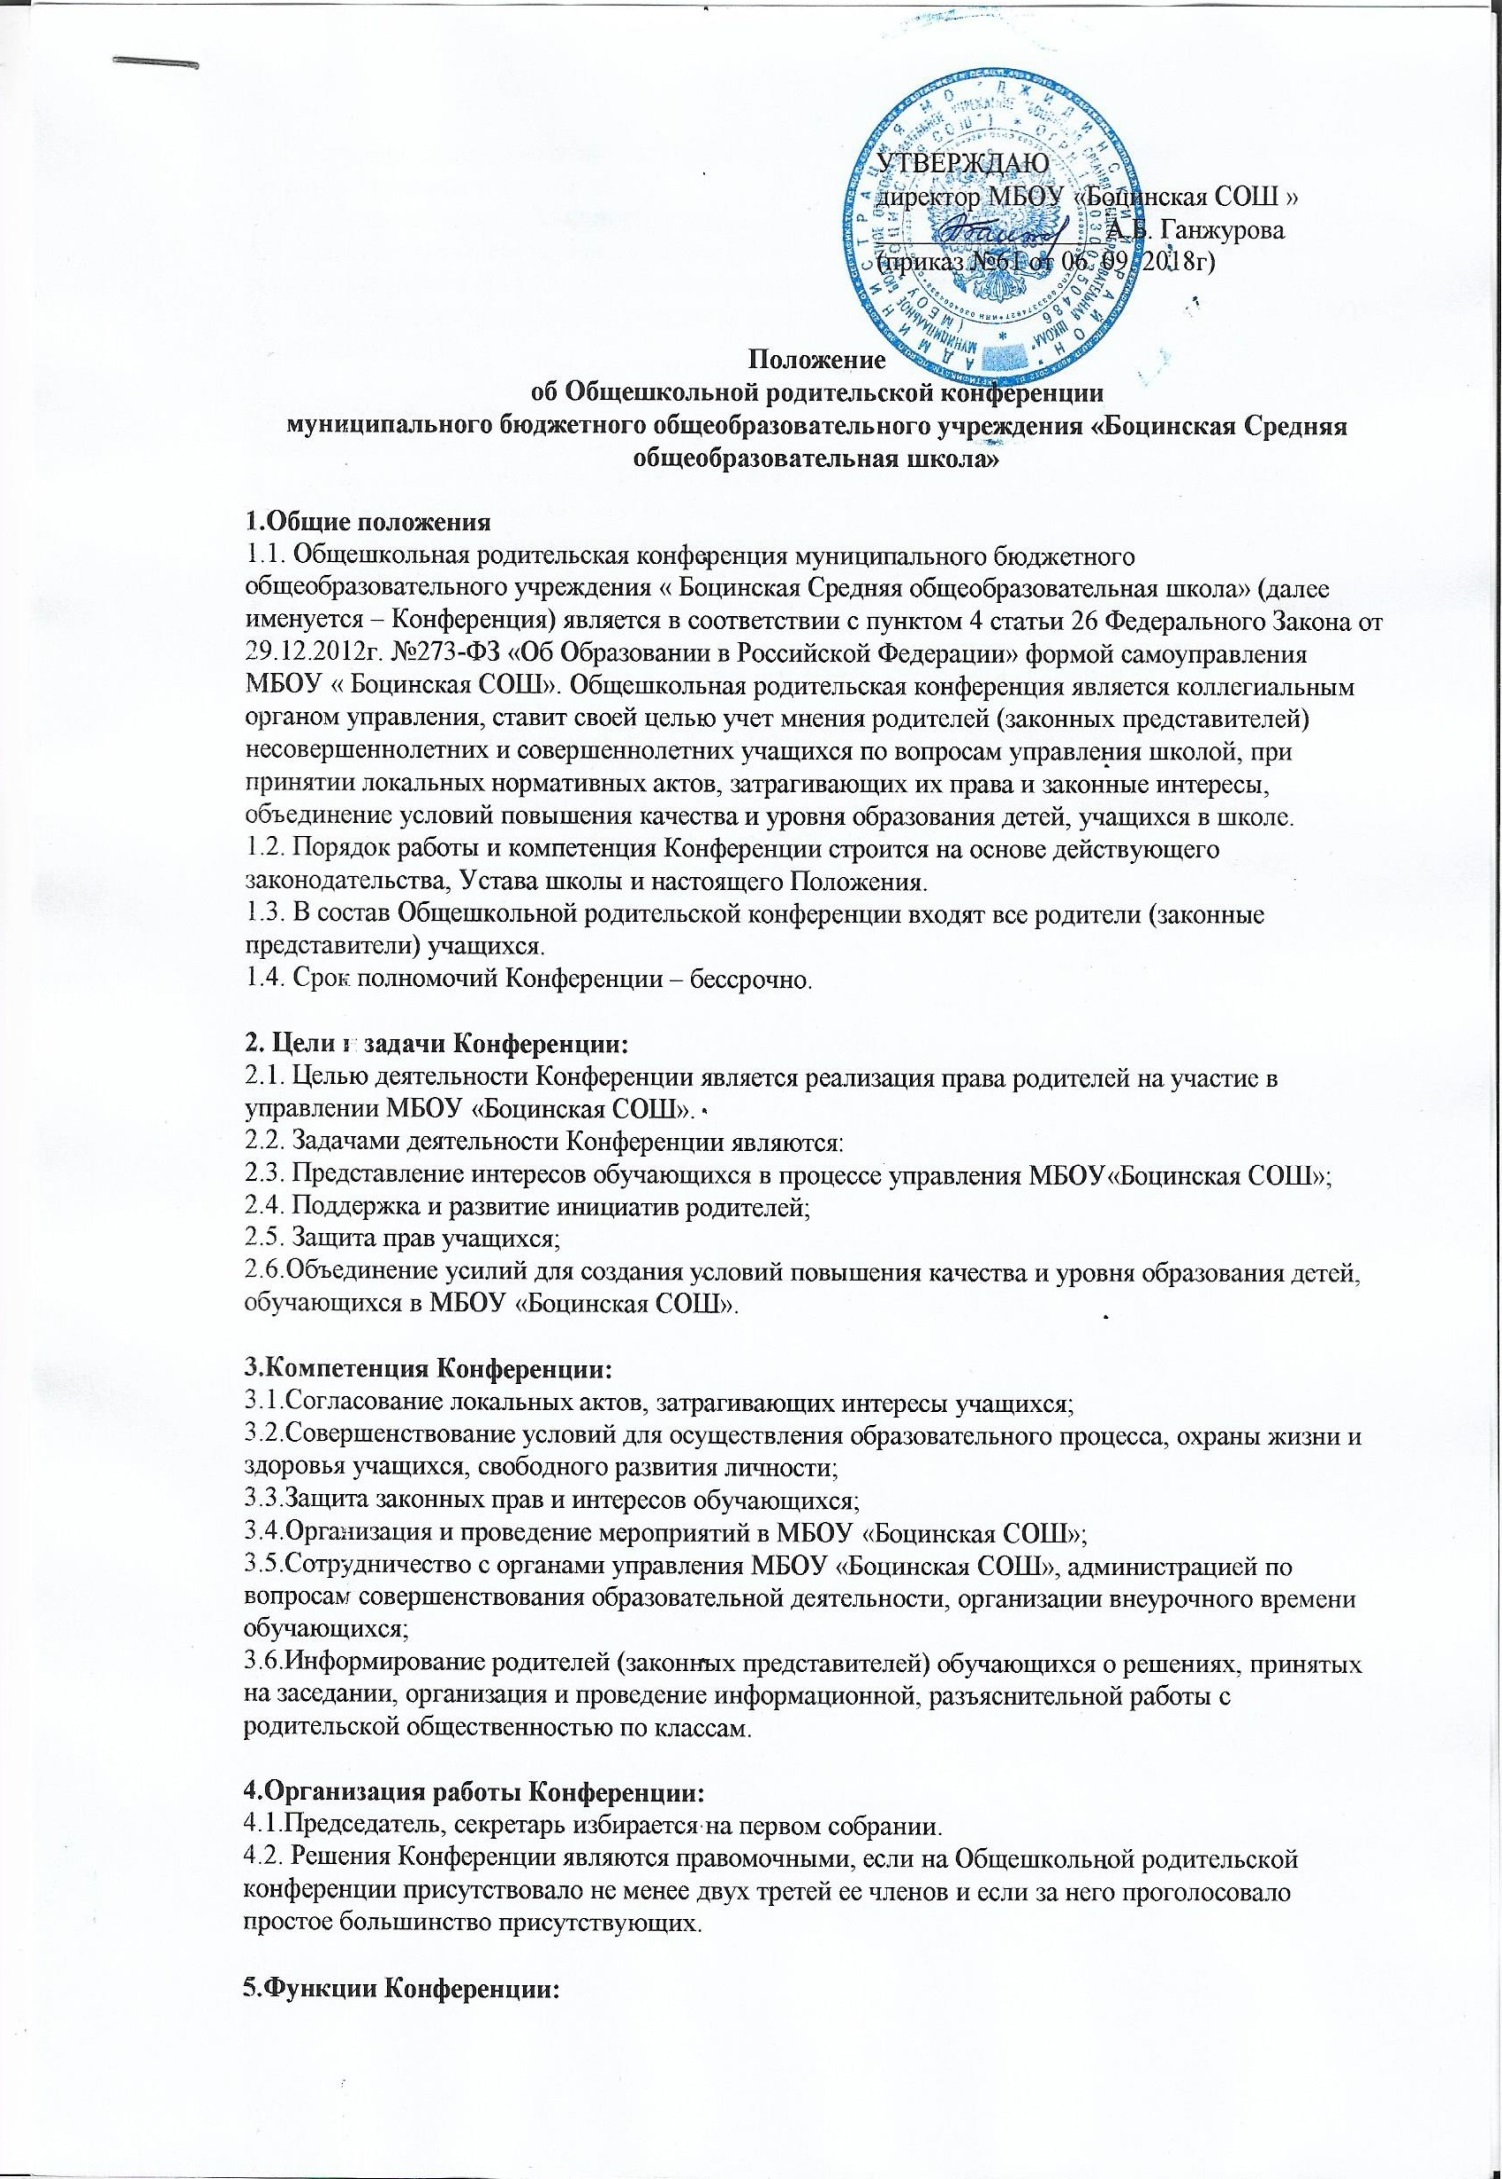 УТВЕРЖДАЮ
директор МБОУ «Боцинская СОШ »
А.Б. Ганжурова
(приказ №61 от 06. 09. 2018г)
Положение
об Общешкольной родительской конференции
муниципального бюджетного общеобразовательного учреждения «Боцинская Средняя
общеобразовательная школа»
1.Общие положения
1.1. Общешкольная родительская конференция муниципального бюджетного
общеобразовательного учреждения « Боцинская Средняя общеобразовательная школа» (далее
именуется – Конференция) является в соответствии с пунктом 4 статьи 26 Федерального Закона от
29.12.2012г. №273-ФЗ «Об Образовании в Российской Федерации» формой самоуправления
МБОУ « Боцинская СОШ». Общешкольная родительская конференция является коллегиальным
органом управления, ставит своей целью учет мнения родителей (законных представителей)
несовершеннолетних и совершеннолетних учащихся по вопросам управления школой, при
принятии локальных нормативных актов, затрагивающих их права и законные интересы,
объединение условий повышения качества и уровня образования детей, учащихся в школе.
1.2. Порядок работы и компетенция Конференции строится на основе действующего
законодательства, Устава школы и настоящего Положения.
1.3. В состав Общешкольной родительской конференции входят все родители (законные
представители) учащихся.
1.4. Срок полномочий Конференции – бессрочно.
2. Цели и задачи Конференции:
2.1. Целью деятельности Конференции является реализация права родителей на участие в
управлении МБОУ «Боцинская СОШ».
2.2. Задачами деятельности Конференции являются:
2.3. Представление интересов обучающихся в процессе управления МБОУ«Боцинская СОШ»;
2.4. Поддержка и развитие инициатив родителей;
2.5. Защита прав учащихся;
2.6.Объединение усилий для создания условий повышения качества и уровня образования детей,
обучающихся в МБОУ «Боцинская СОШ».
3.Компетенция Конференции:
3.1.Согласование локальных актов, затрагивающих интересы учащихся;
3.2.Совершенствование условий для осуществления образовательного процесса, охраны жизни и
здоровья учащихся, свободного развития личности;
3.3.Защита законных прав и интересов обучающихся;
3.4.Организация и проведение мероприятий в МБОУ «Боцинская СОШ»;
3.5.Сотрудничество с органами управления МБОУ «Боцинская СОШ», администрацией по
вопросам совершенствования образовательной деятельности, организации внеурочного времени
обучающихся;
3.6.Информирование родителей (законных представителей) обучающихся о решениях, принятых
на заседании, организация и проведение информационной, разъяснительной работы с
родительской общественностью по классам.
4.Организация работы Конференции:
4.1.Председатель, секретарь избирается на первом собрании.
4.2. Решения Конференции являются правомочными, если на Общешкольной родительской
конференции присутствовало не менее двух третей ее членов и если за него проголосовало
простое большинство присутствующих.
5.Функции Конференции: